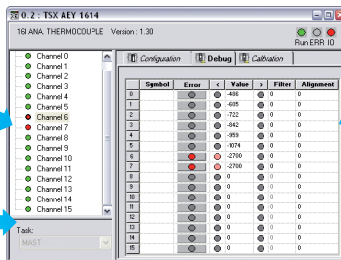 0.2 : TSX AEY 1614
16I ANA. THERMOCOUPLE Version : 1.30
Run ERR IO
Channel 0
Channel 1
Channel 2
Channel 3
Channel 4
Channel 5
Channel 6
Channel 7
Channel 8
Channel 9
Channel 10
Channel 11
Channel 12
Channel 13
Channel 14
Channel 15
Task:
MAST
Configuration Debug Calibration
Symbol Error < Value > Filter Alignment
0 -486 0 0
1 -605 0 0
2 -722 0 0
3 -842 0 0
4 -959 0 0
5 -1074 0 0
6 -2700 0 0
7 -2700 0 0
8 0 0 0
9 0 0 0
10 0 0 0
11 0 0 0
12 0 0 0
13 0 0 0
14 0 0 0
15 0 0 0